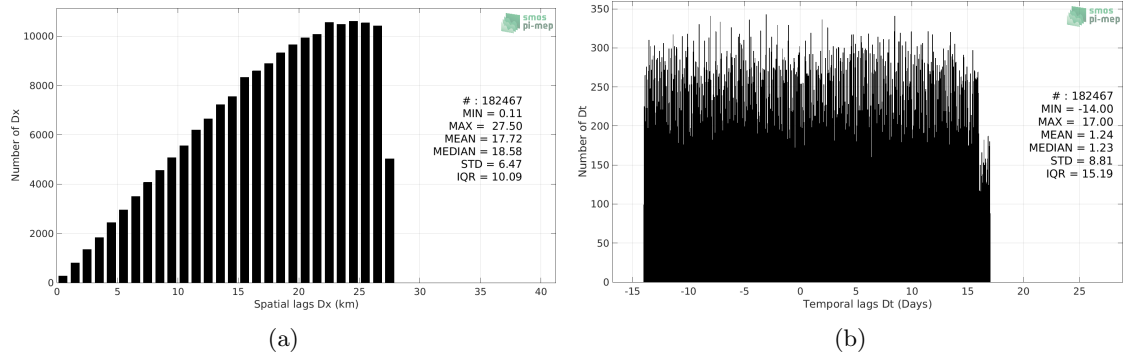 smos
pi-mep
10000
8000
6000
4000
2000
0
Number of Dx
# : 182467
MIN = 0.11
MAX = 27.50
MEAN = 17.72
MEDIAN = 18.58
STD = 6.47
IQR = 10.09
0 5 10 15 20 25 30 35 40
Spatial lags Dx (km)
(a)
smos
pi-mep
350
300
250
200
150
100
50
0
Number of Dt
# : 182467
MIN = -14.00
MAX = 17.00
MEAN = 1.24
MEDIAN = 1.23
STD = 8.81
IQR = 15.19
-15 -10 -5 0 5 10 15 20 25
Temporal lags Dt (Days)
(b)